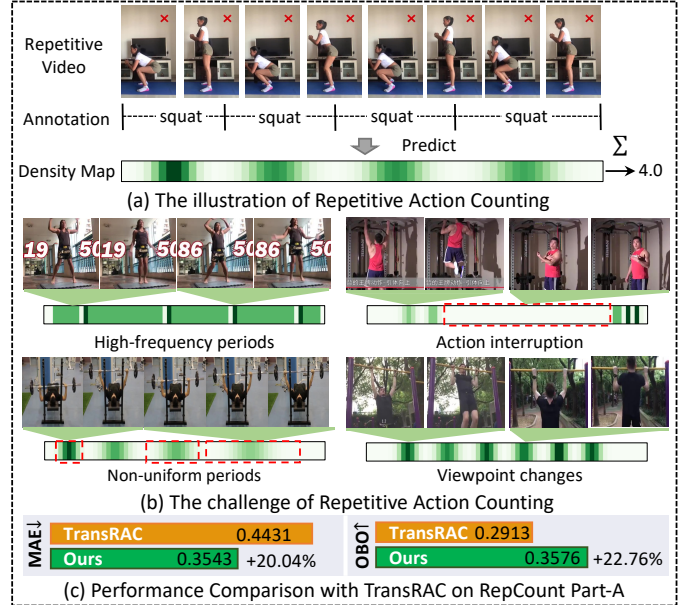 Repetitive
Video
Annotation
squat squat squat squat
Predict
Density Map
Σ
4.0
(a) The illustration of Repetitive Action Counting
19 50 19 50 86 50 86 50
High-frequency periods
Action interruption
Non-uniform periods
Viewpoint changes
(b) The challenge of Repetitive Action Counting
MAE↓
TransRAC 0.4431
Ours 0.3543 +20.04%
OBO↑
TransRAC 0.2913
Ours 0.3576 +22.76%
(c) Performance Comparison with TransRAC on RepCount Part-A